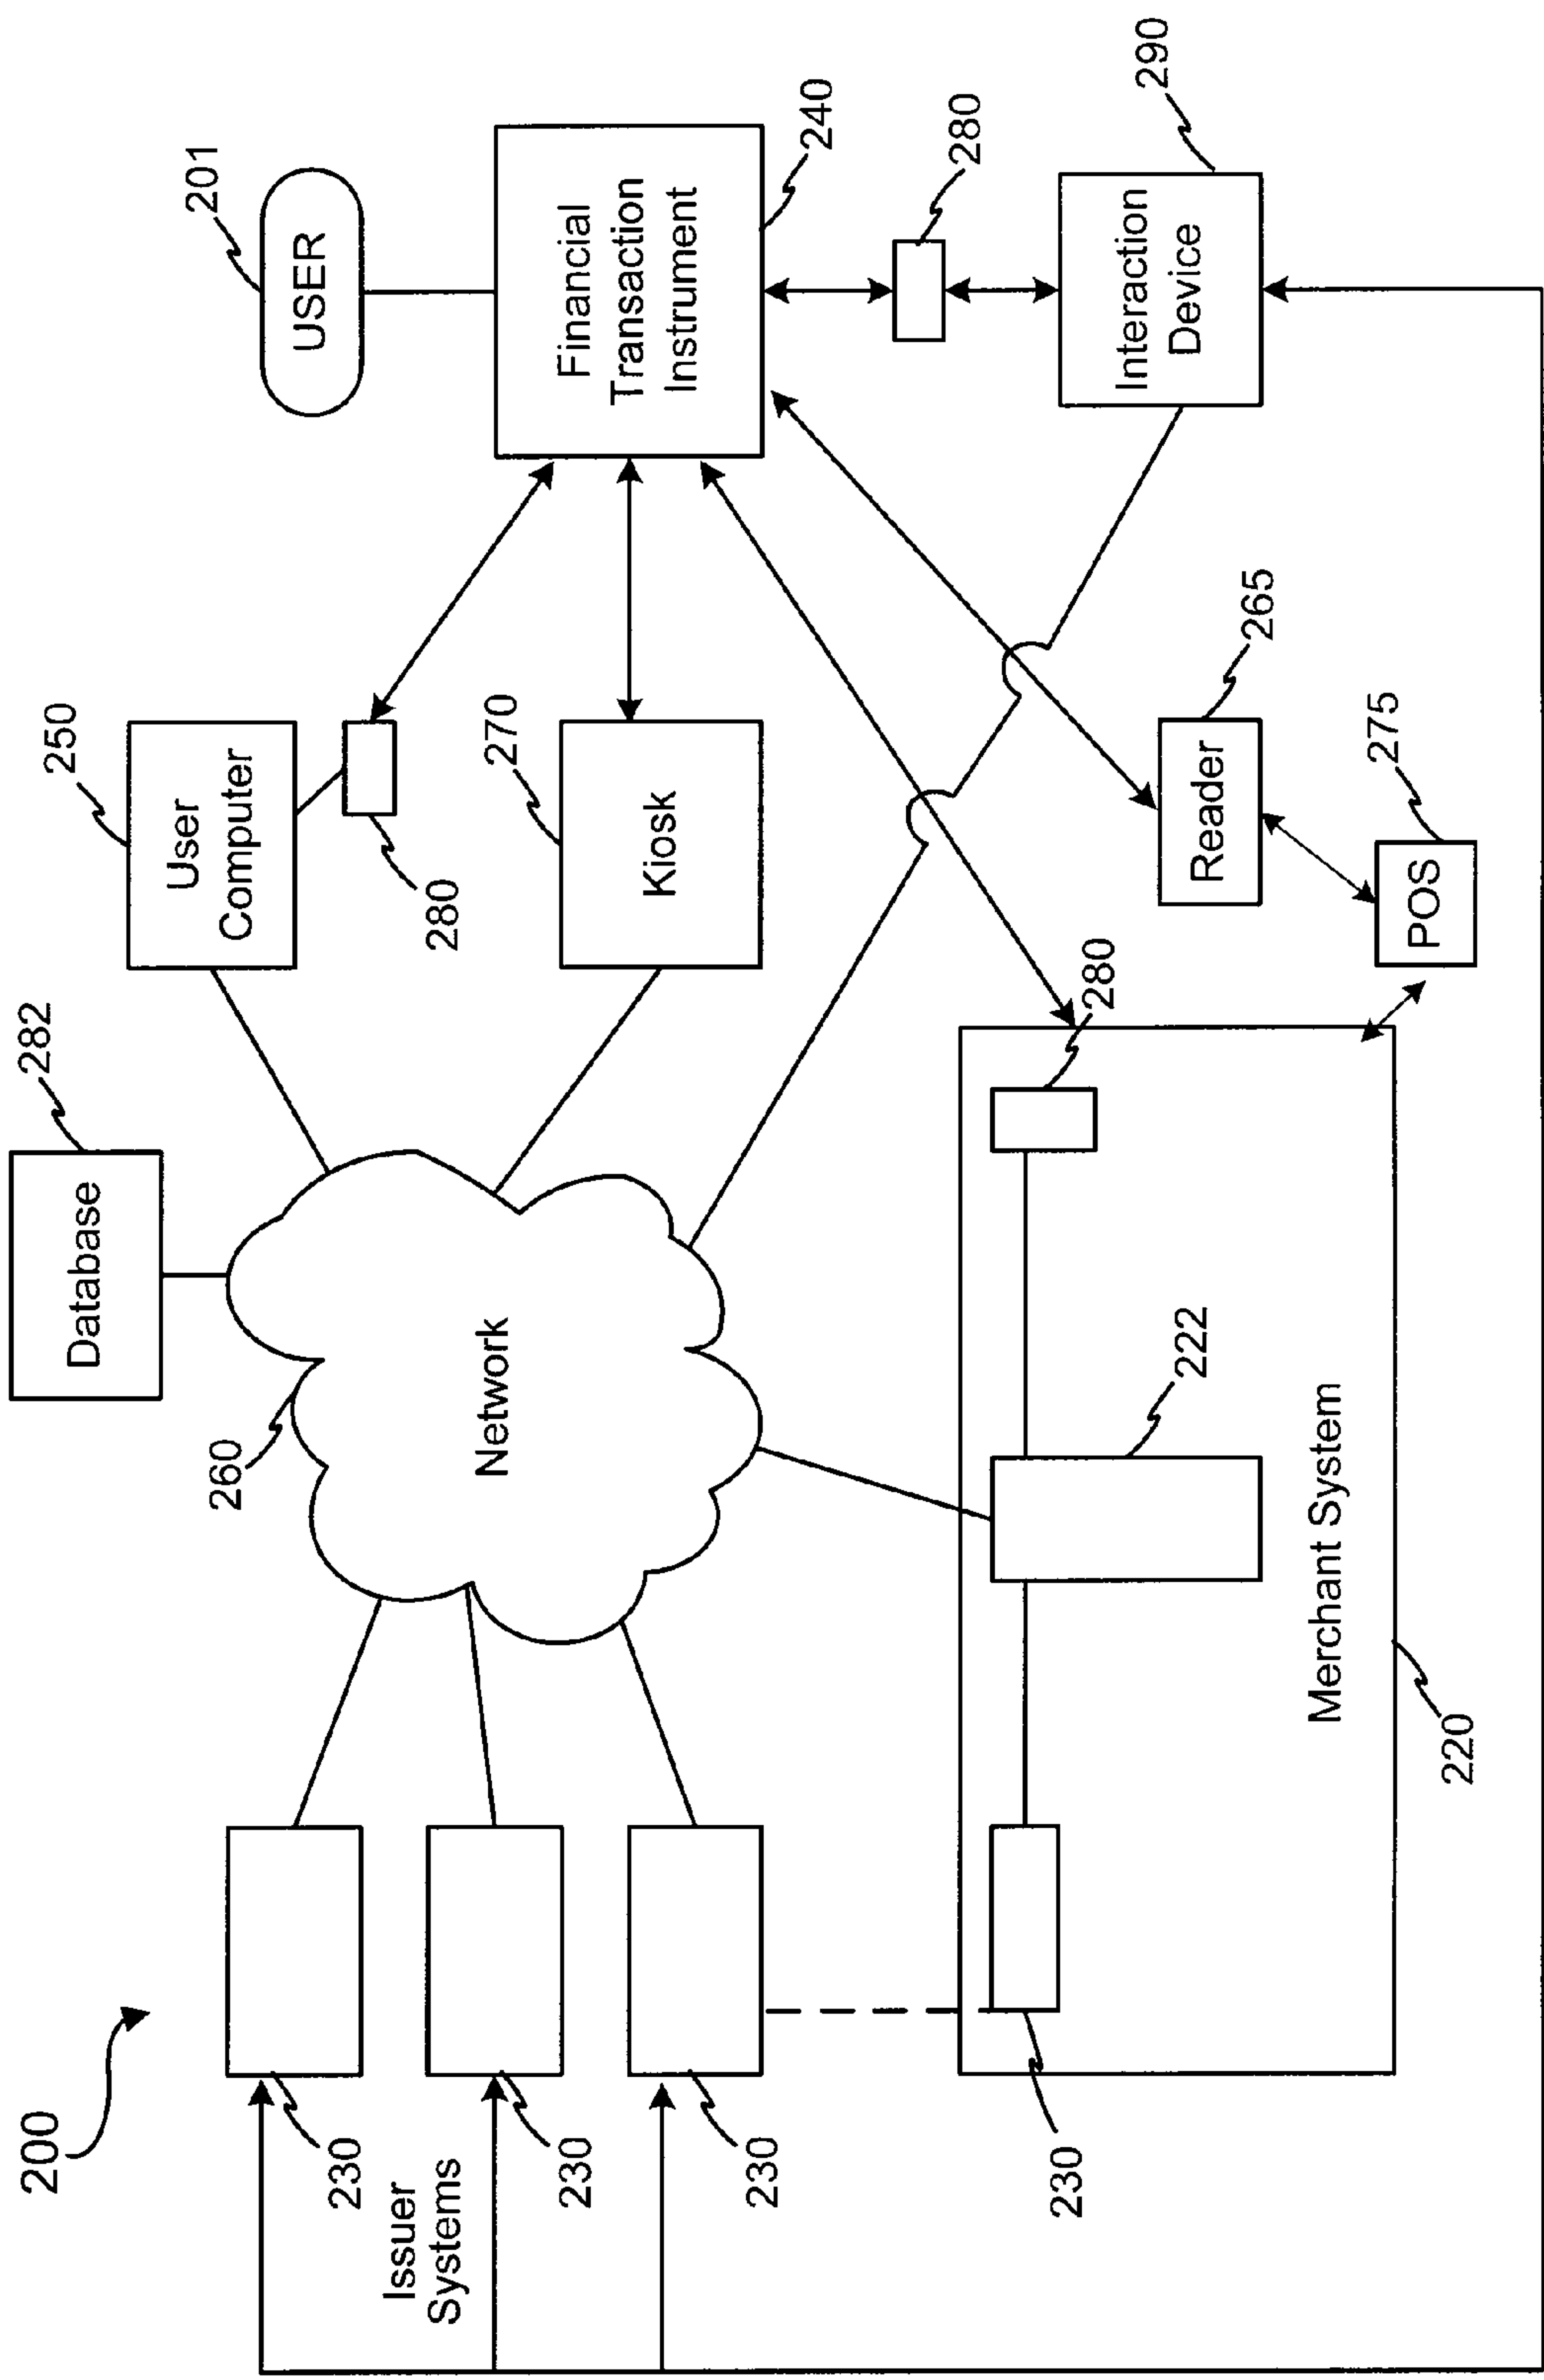 200
230
Issuer
Systems
230
230
230
260
Network
Database
282
User
Computer
250
280
Kiosk
270
USER
201
Financial
Transaction
Instrument
240
280
Interaction
Device
290
Reader
265
POS
275
280
222
Merchant System
220